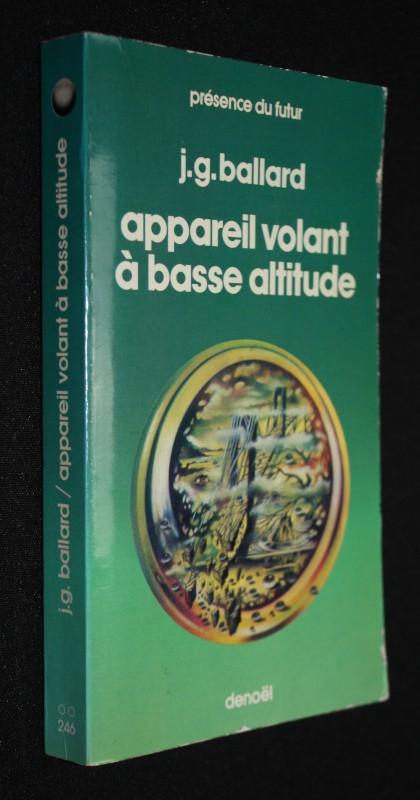 présence du futur
j.g. ballard
appareil volant
à basse altitude
denoël
j.g. ballard / appareil volant à basse altitude
246